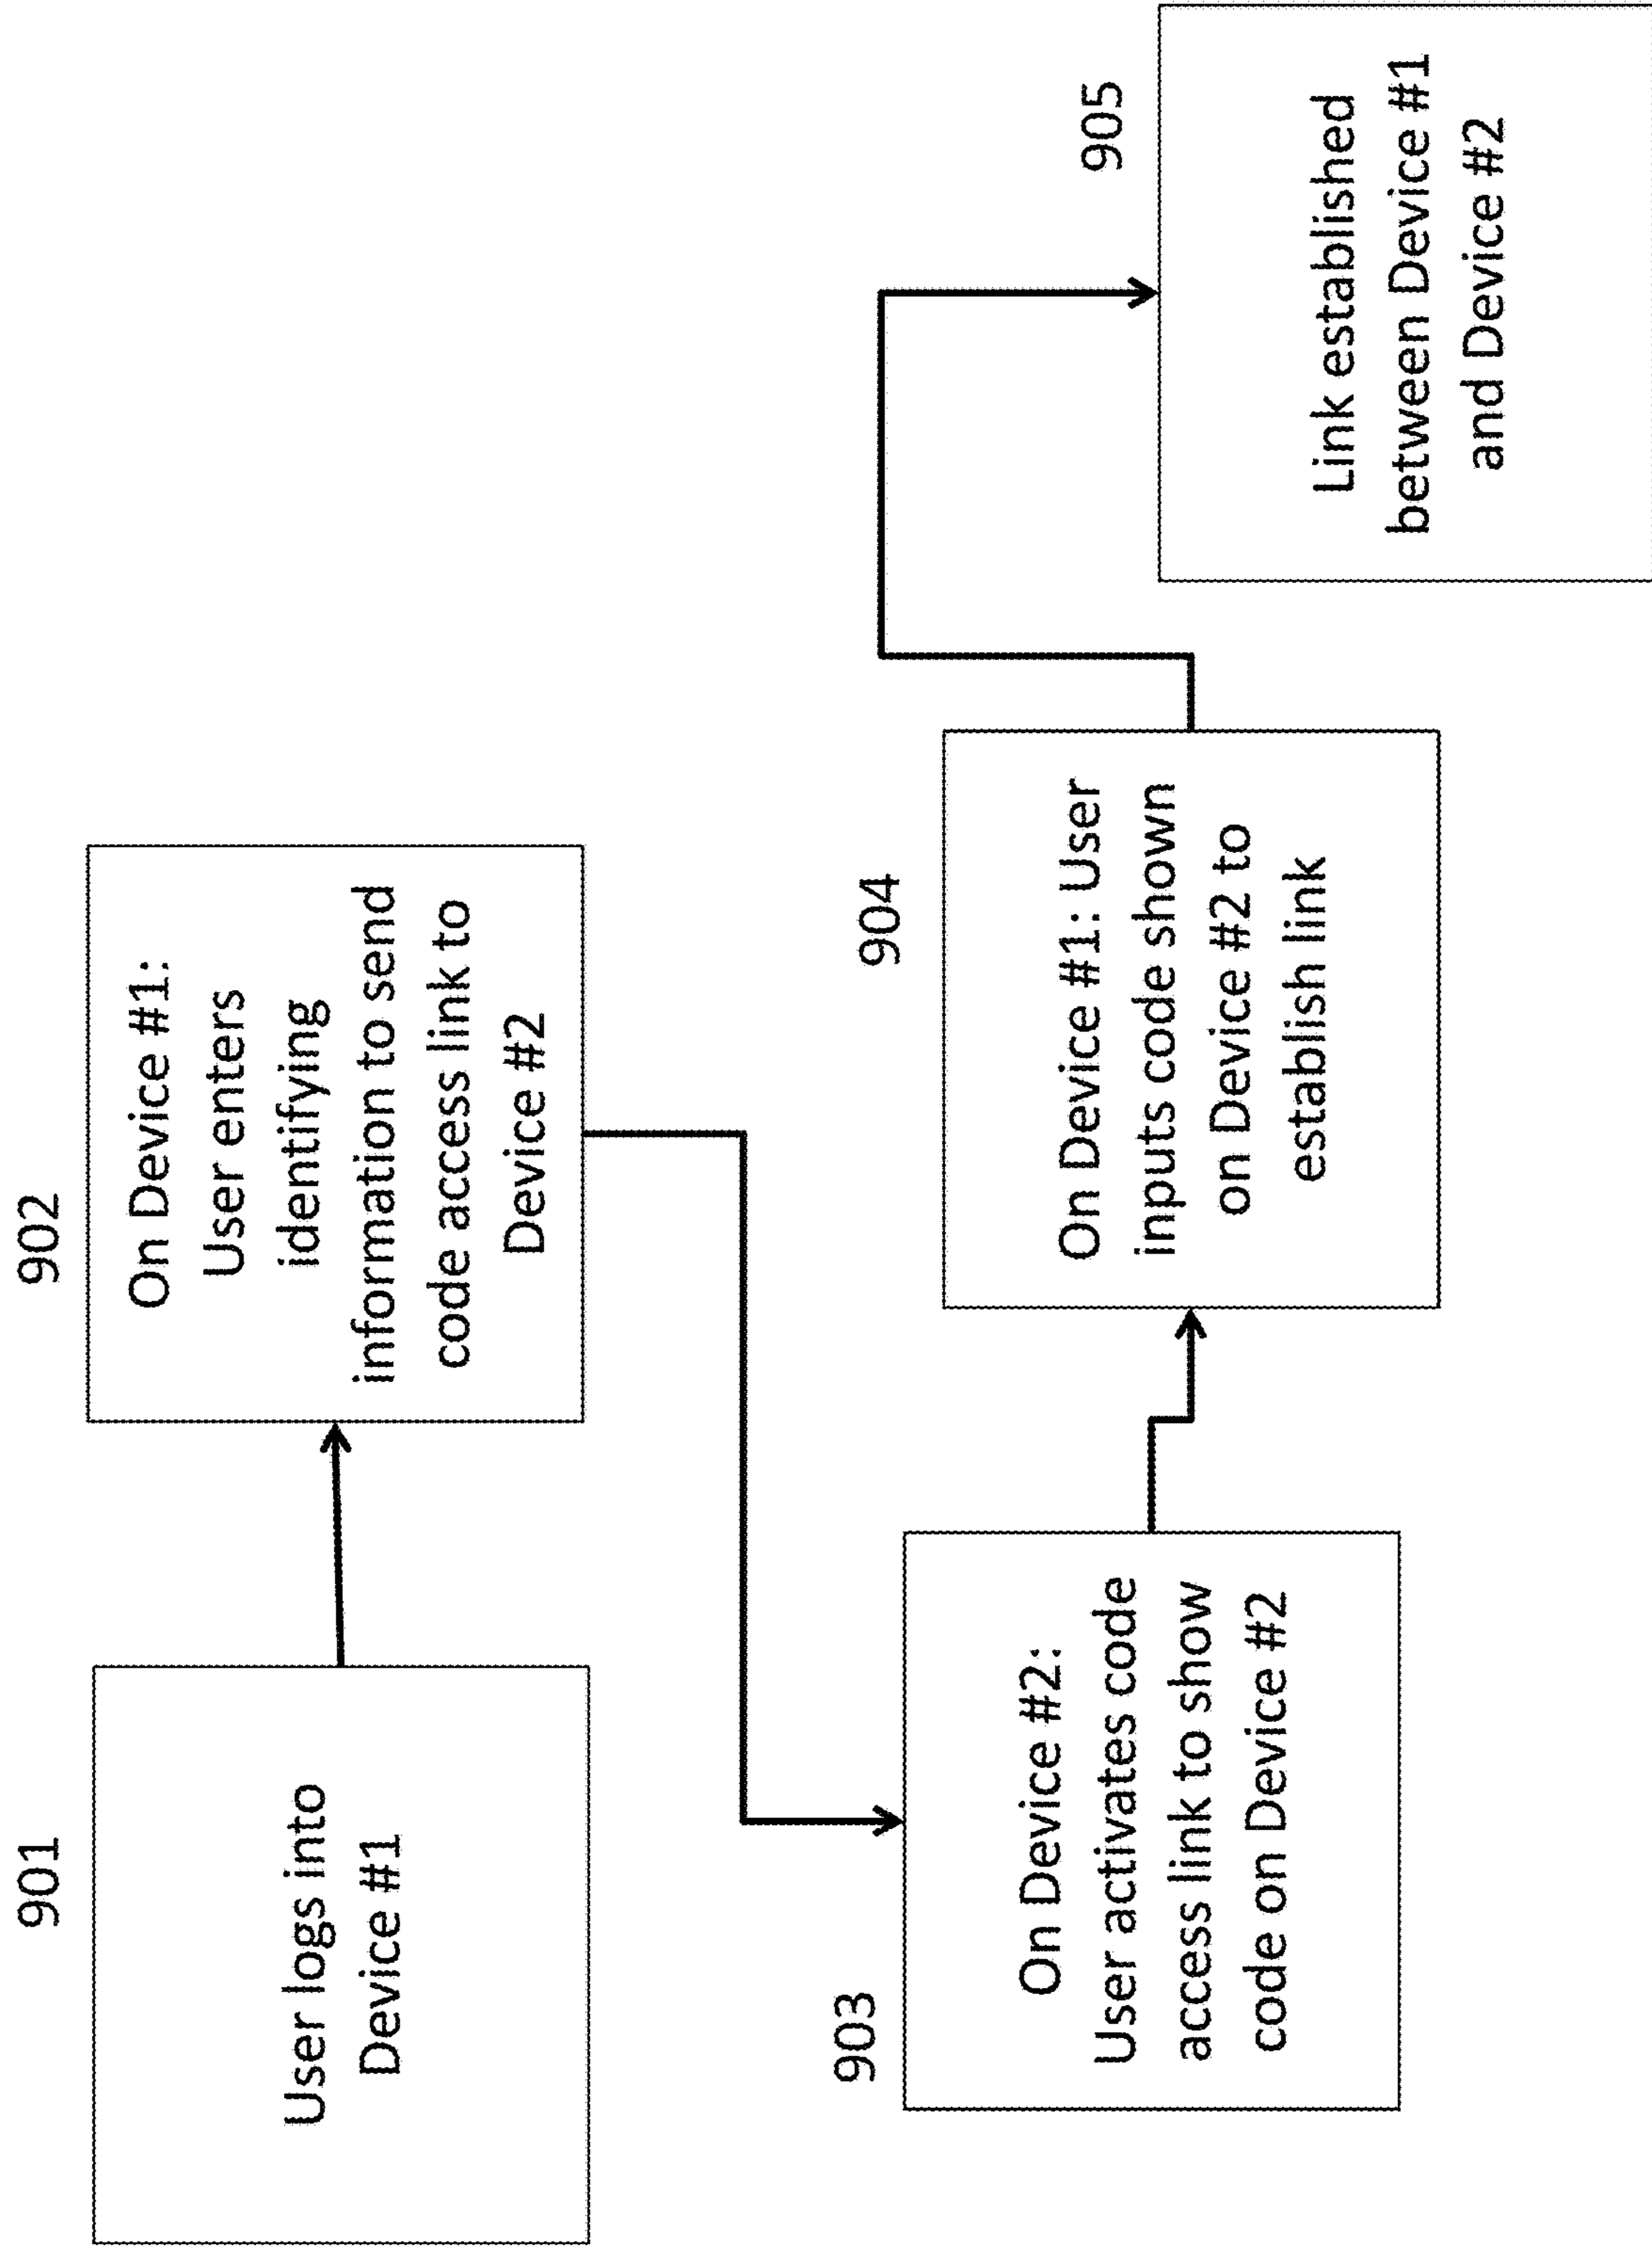 901
User logs into
Device #1
902
On Device #1:
User enters
identifying
information to send
code access link to
Device #2
903
On Device #2:
User activates code
access link to show
code on Device #2
904
On Device #1: User
inputs code shown
on Device #2 to
establish link
905
Link established
between Device #1
and Device #2